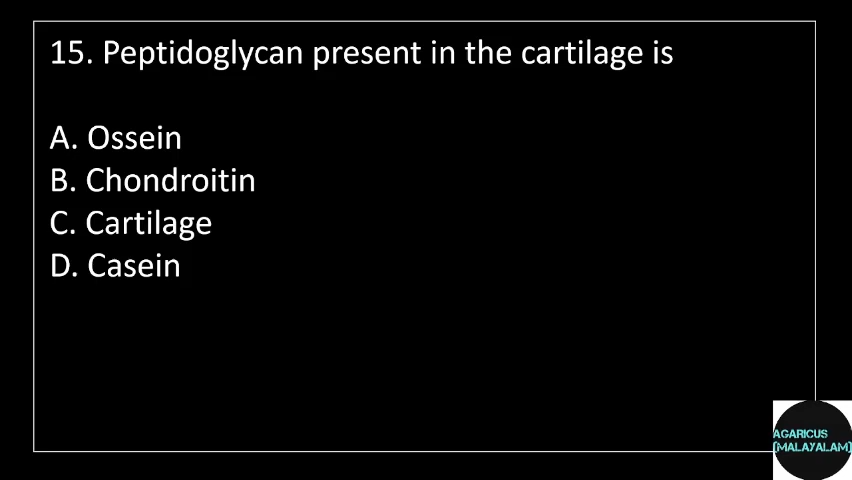 15. Peptidoglycan present in the cartilage is
A. Ossein
B. Chondroitin
C. Cartilage
D. Casein
AGARICUS
(MALAYALAM)